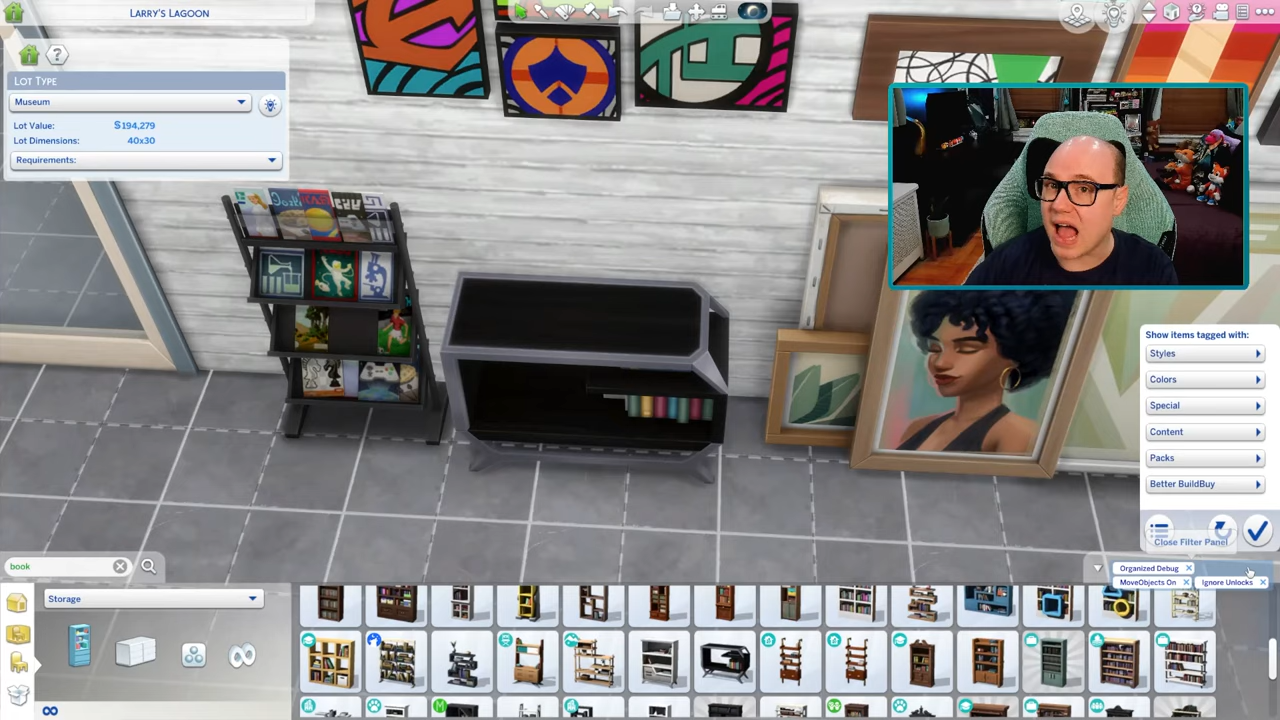 LARRY'S LAGOON
LOT TYPE
Museum
Lot Value: §194,279
Lot Dimensions: 40x30
Requirements:
Show items tagged with:
Styles
Colors
Special
Content
Packs
Better BuildBuy
Close Filter Panel
book
Organized Debug
MoveObjects On
Ignore Unlocks
Storage